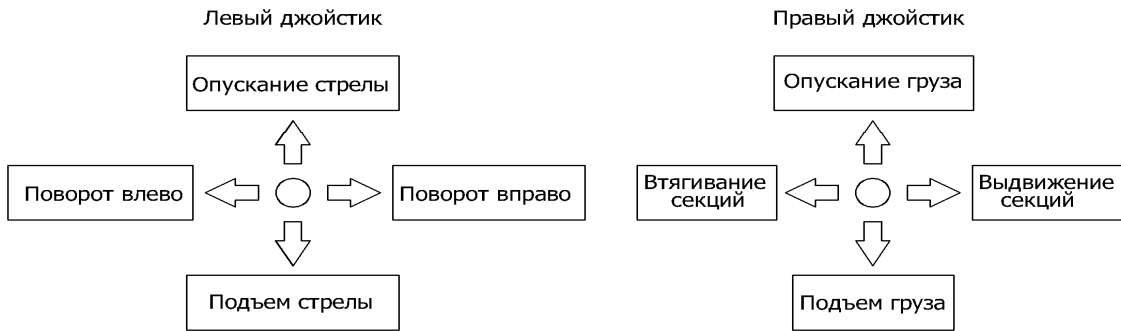 Левый джойстик
Правый джойстик
Опускание стрелы
Опускание груза
Поворот влево
Поворот вправо
Втягивание
секций
Выдвижение
секций
Подъем стрелы
Подъем груза